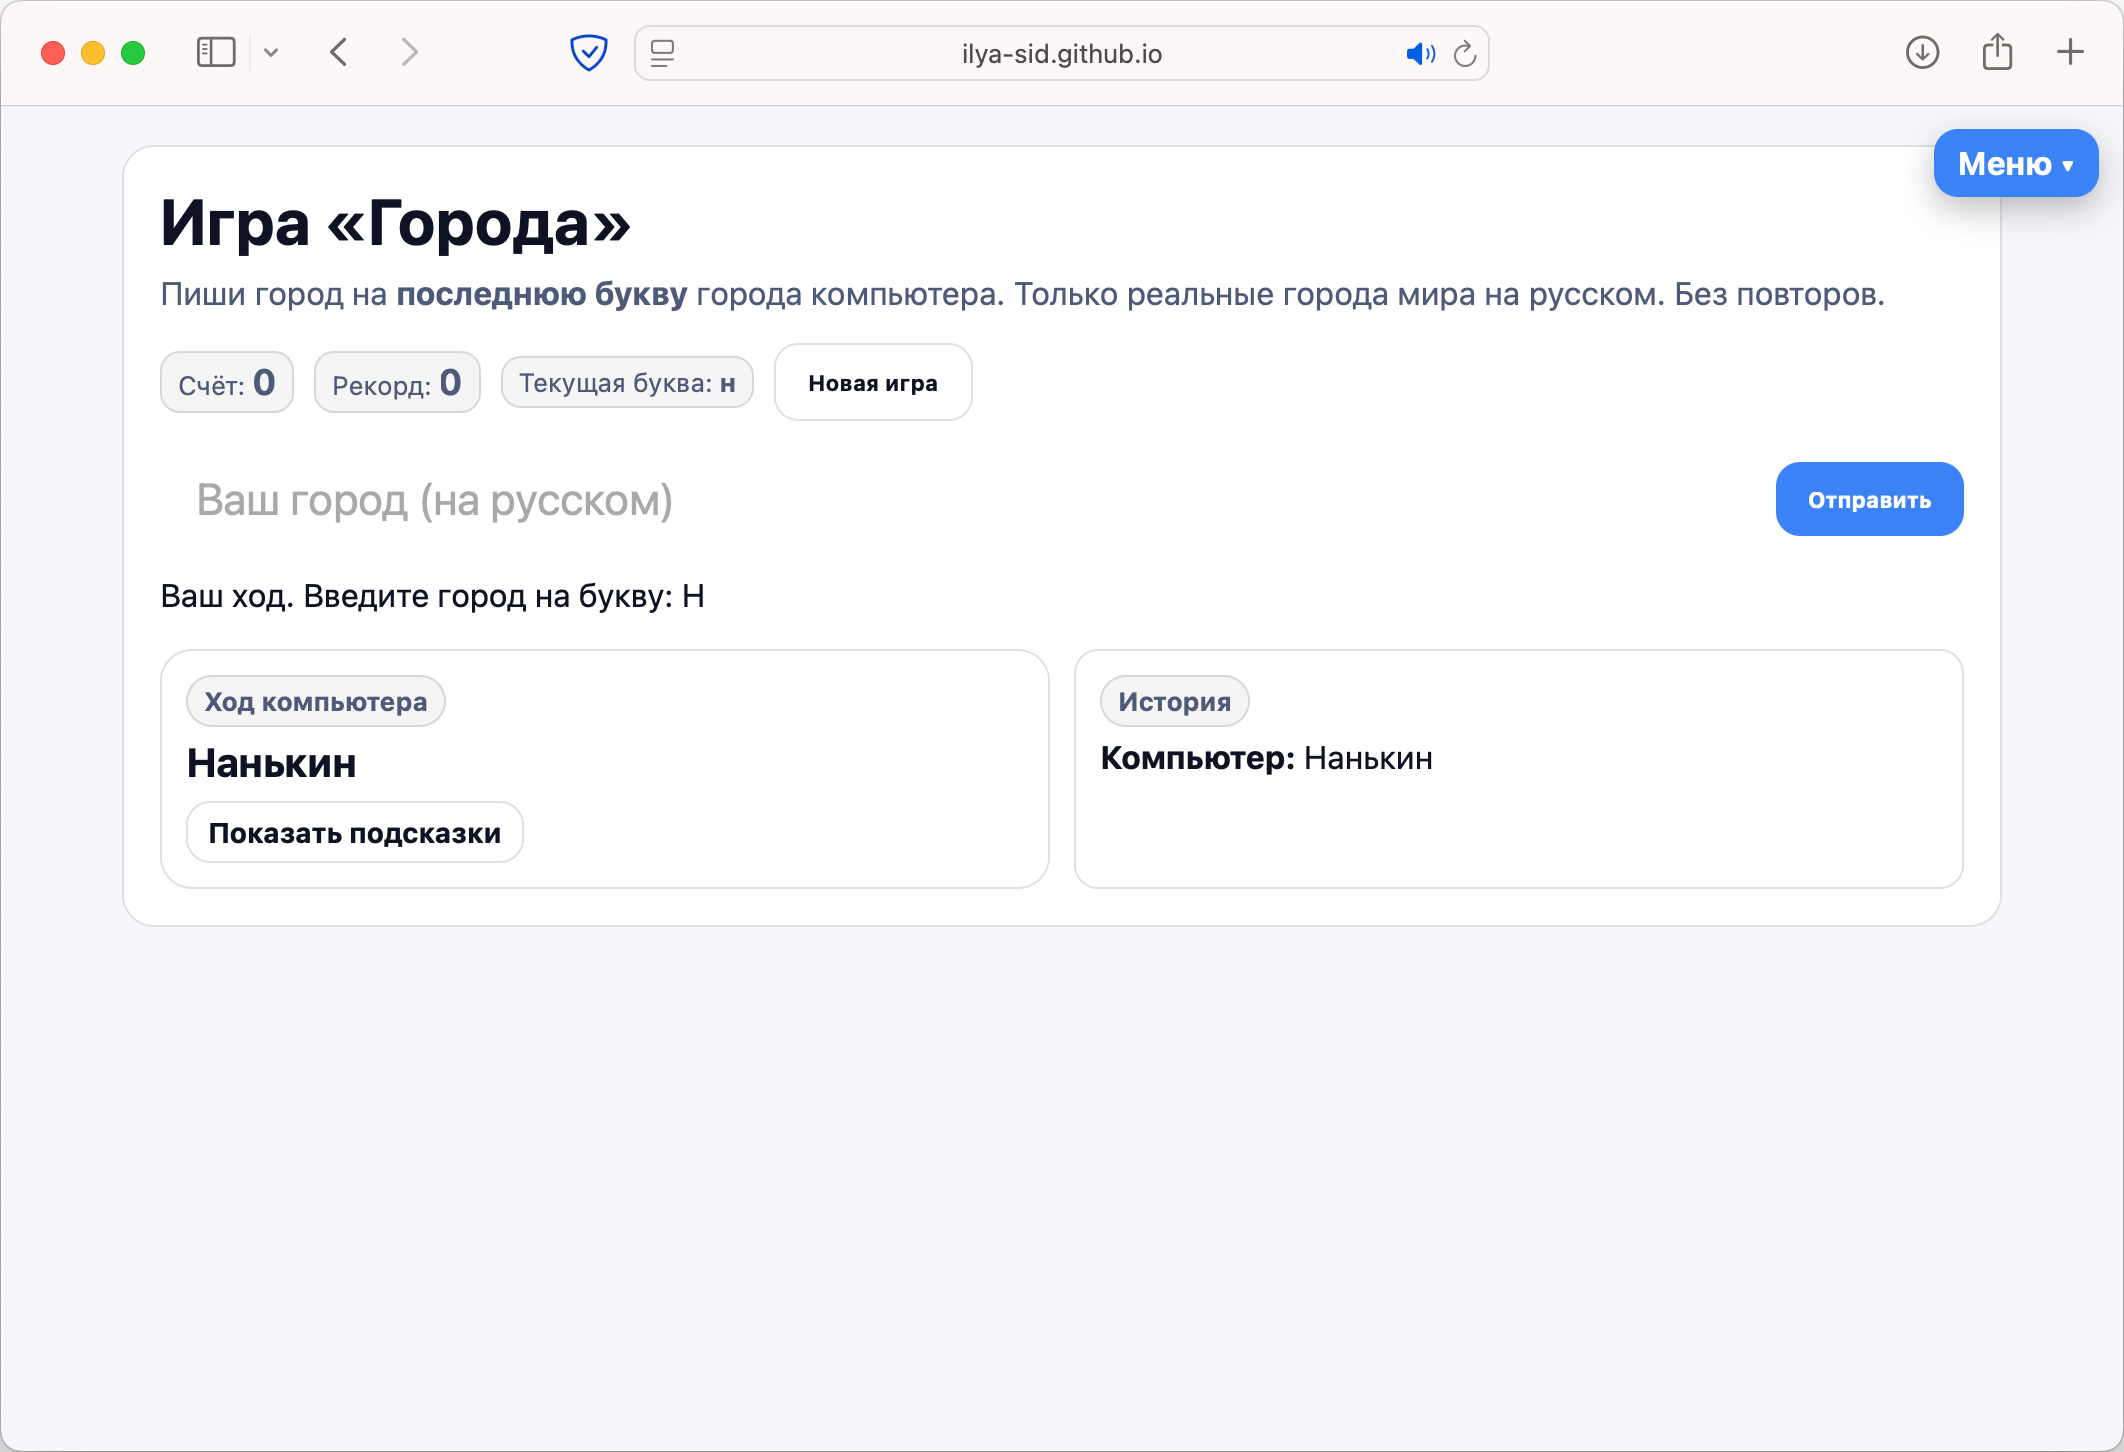 ilya-sid.github.io
Меню ▾
Игра «Города»
Пиши город на последнюю букву города компьютера. Только реальные города мира на русском. Без повторов.
Счёт: 0 Рекорд: 0 Текущая буква: н Новая игра
Ваш город (на русском) Отправить
Ваш ход. Введите город на букву: Н
Ход компьютера
Нанькин
Показать подсказки
История
Компьютер: Нанькин